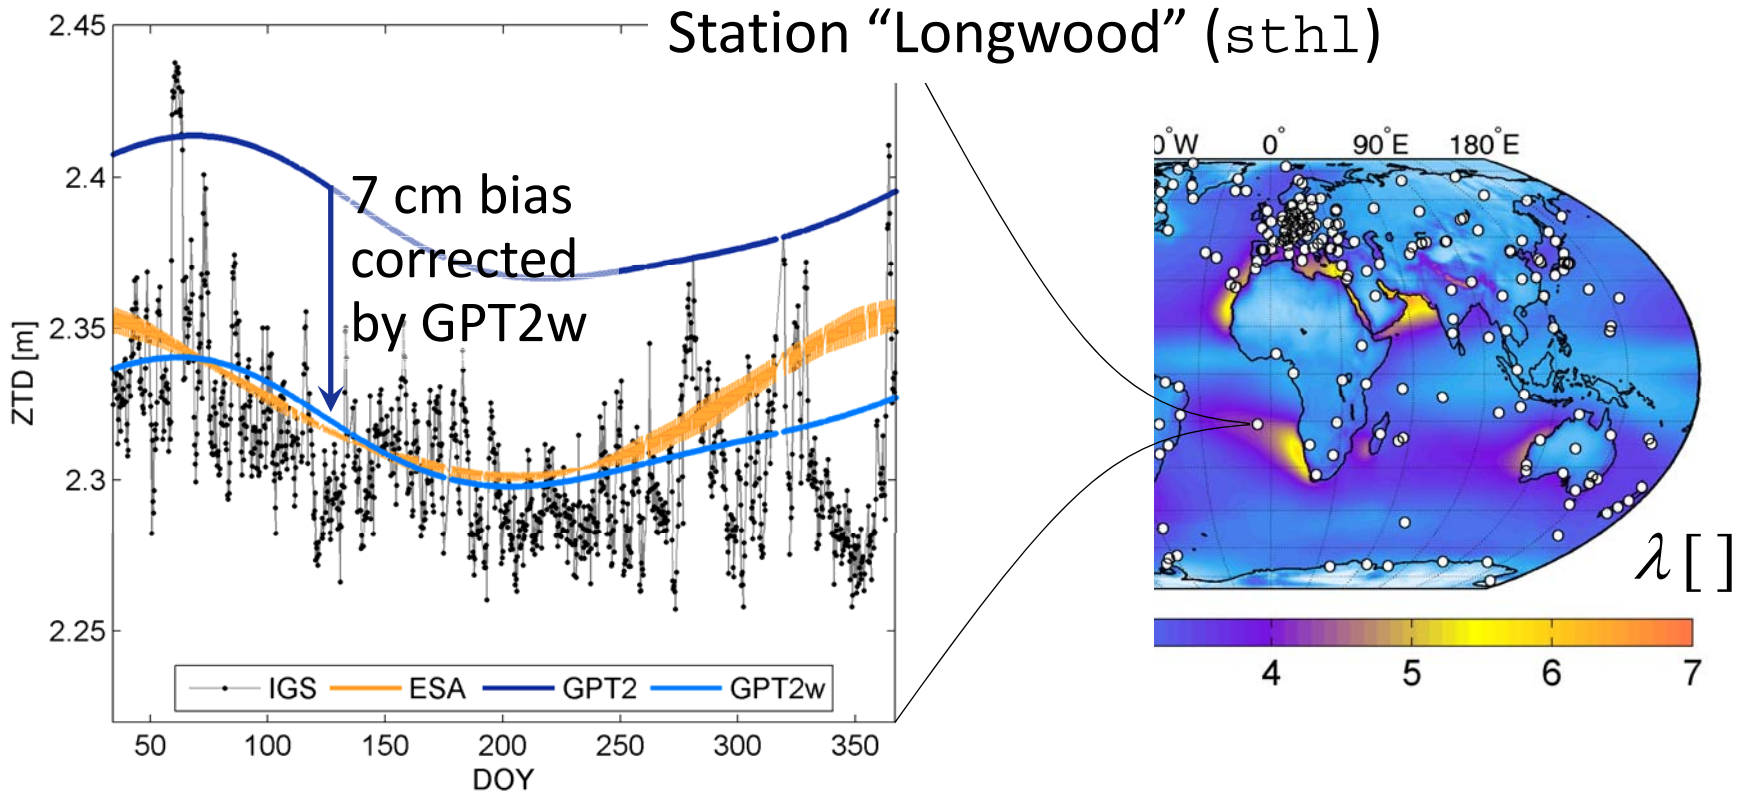 Station “Longwood” (sthl)
2.45
2.4
2.35
2.3
2.25
ZTD [m]
7 cm bias
corrected
by GPT2w
IGS ESA GPT2 GPT2w
50 100 150 200 250 300 350
DOY
0°W 0° 90°E 180°E
λ[ ]
4 5 6 7